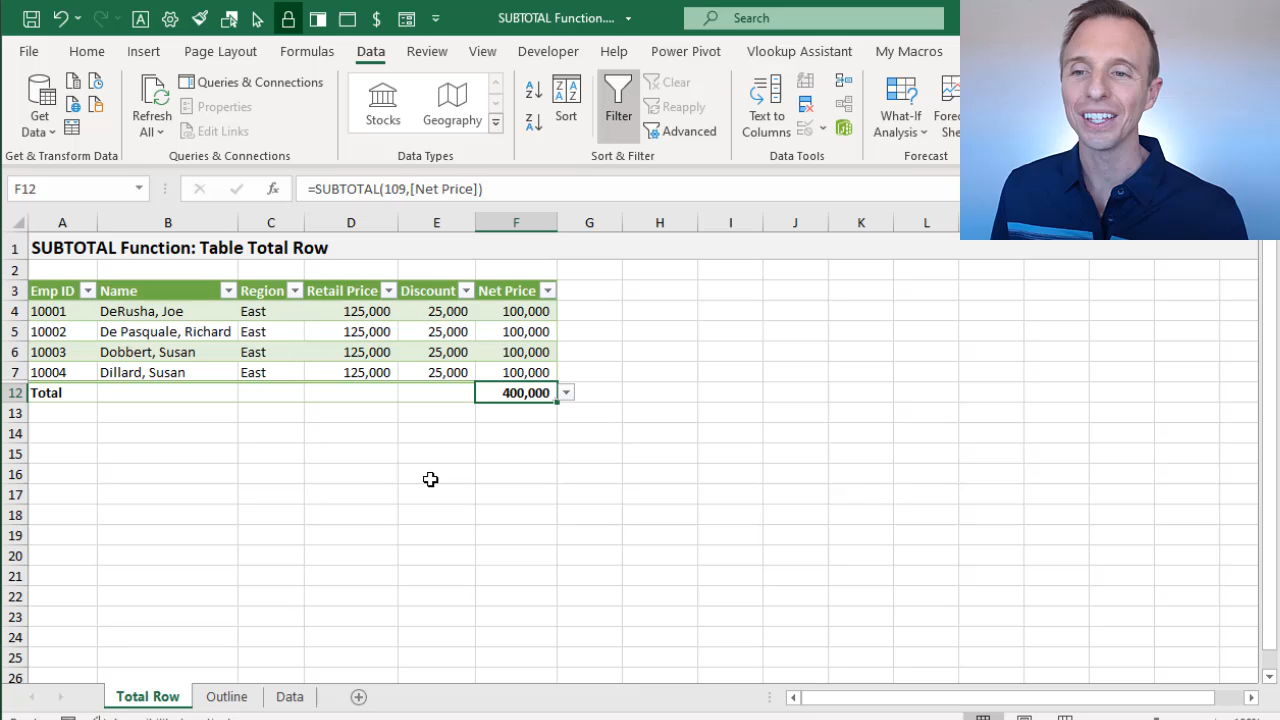 SUBTOTAL Function....
Search
File Home Insert Page Layout Formulas Data Review View Developer Help Power Pivot Vlookup Assistant My Macros
Get Data
Refresh All
Queries & Connections
Properties
Edit Links
Stocks
Geography
Sort
Filter
Clear
Reapply
Advanced
Text to Columns
What-If Analysis
Get & Transform Data Queries & Connections Data Types Sort & Filter Data Tools Forecast
F12 fx =SUBTOTAL(109,[Net Price])
A B C D E F G H I J K L
1 SUBTOTAL Function: Table Total Row
2
3 Emp ID Name Region Retail Price Discount Net Price
4 10001 DeRusha, Joe East 125,000 25,000 100,000
5 10002 De Pasquale, Richard East 125,000 25,000 100,000
6 10003 Dobbert, Susan East 125,000 25,000 100,000
7 10004 Dillard, Susan East 125,000 25,000 100,000
12 Total 400,000
13
14
15
16
17
18
19
20
21
22
23
24
25
26
Total Row Outline Data